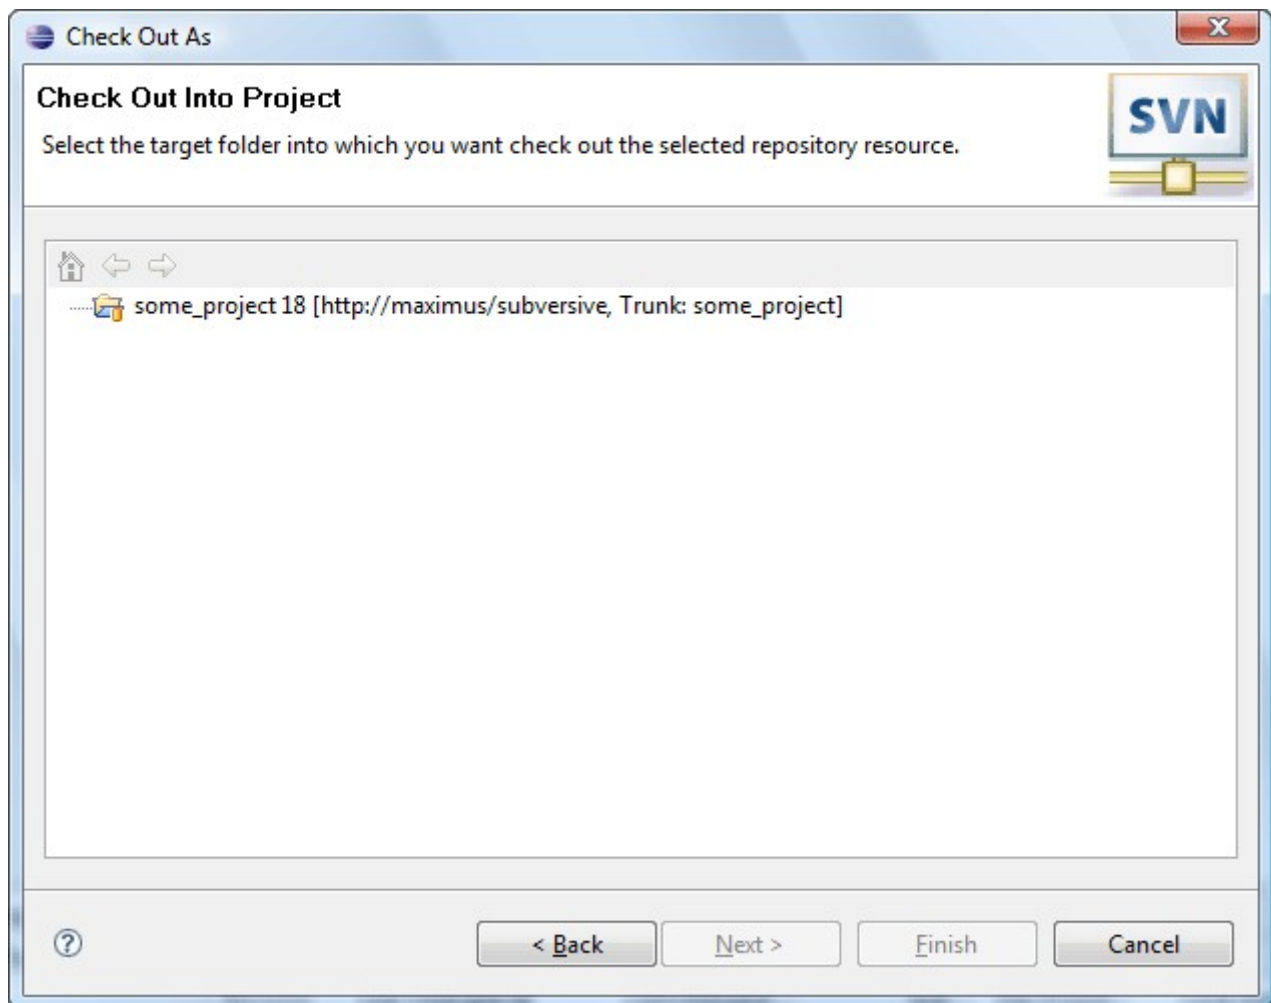 Check Out As
Check Out Into Project
Select the target folder into which you want check out the selected repository resource.
SVN
some_project 18 [http://maximus/subversive, Trunk: some_project]
< Back
Next >
Finish
Cancel